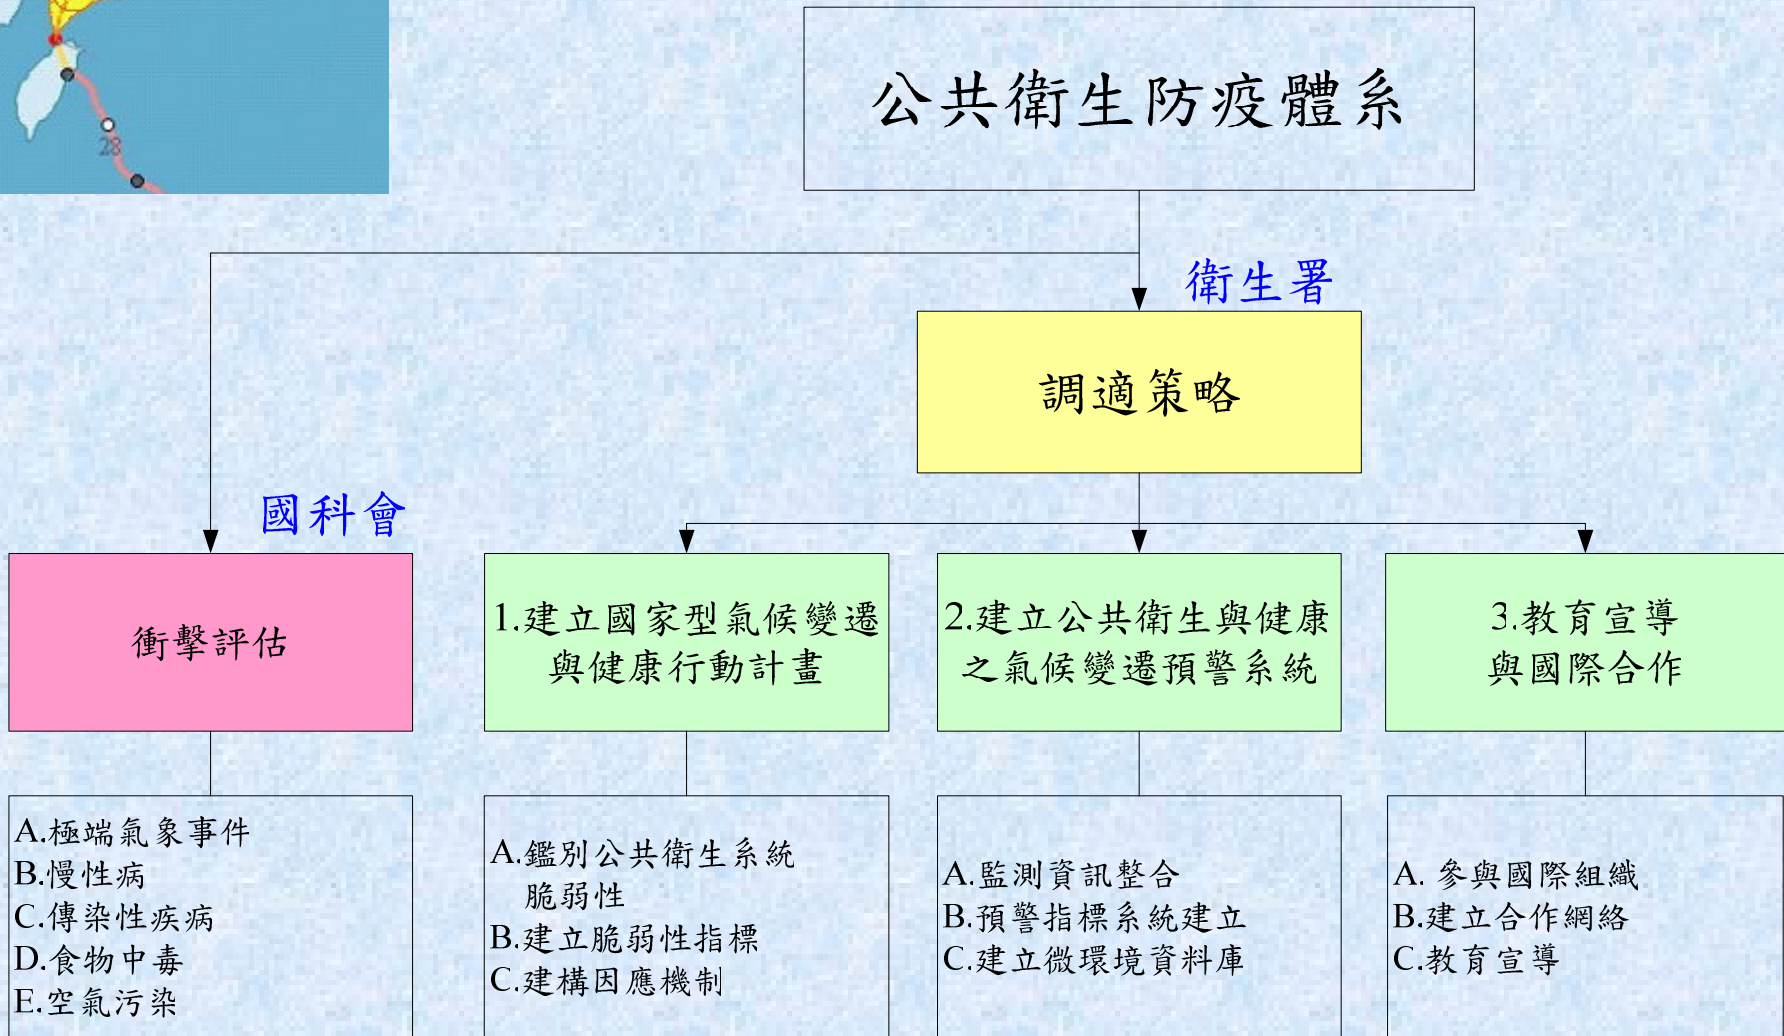 28
公共衛生防疫體系
衛生署
調適策略
國科會
衝擊評估
1.建立國家型氣候變遷
與健康行動計畫
2.建立公共衛生與健康
之氣候變遷預警系統
3.教育宣導
與國際合作
A.極端氣象事件
B.慢性病
C.傳染性疾病
D.食物中毒
E.空氣污染
A.鑑別公共衛生系統
脆弱性
B.建立脆弱性指標
C.建構因應機制
A.監測資訊整合
B.預警指標系統建立
C.建立微環境資料庫
A. 參與國際組織
B.建立合作網絡
C.教育宣導